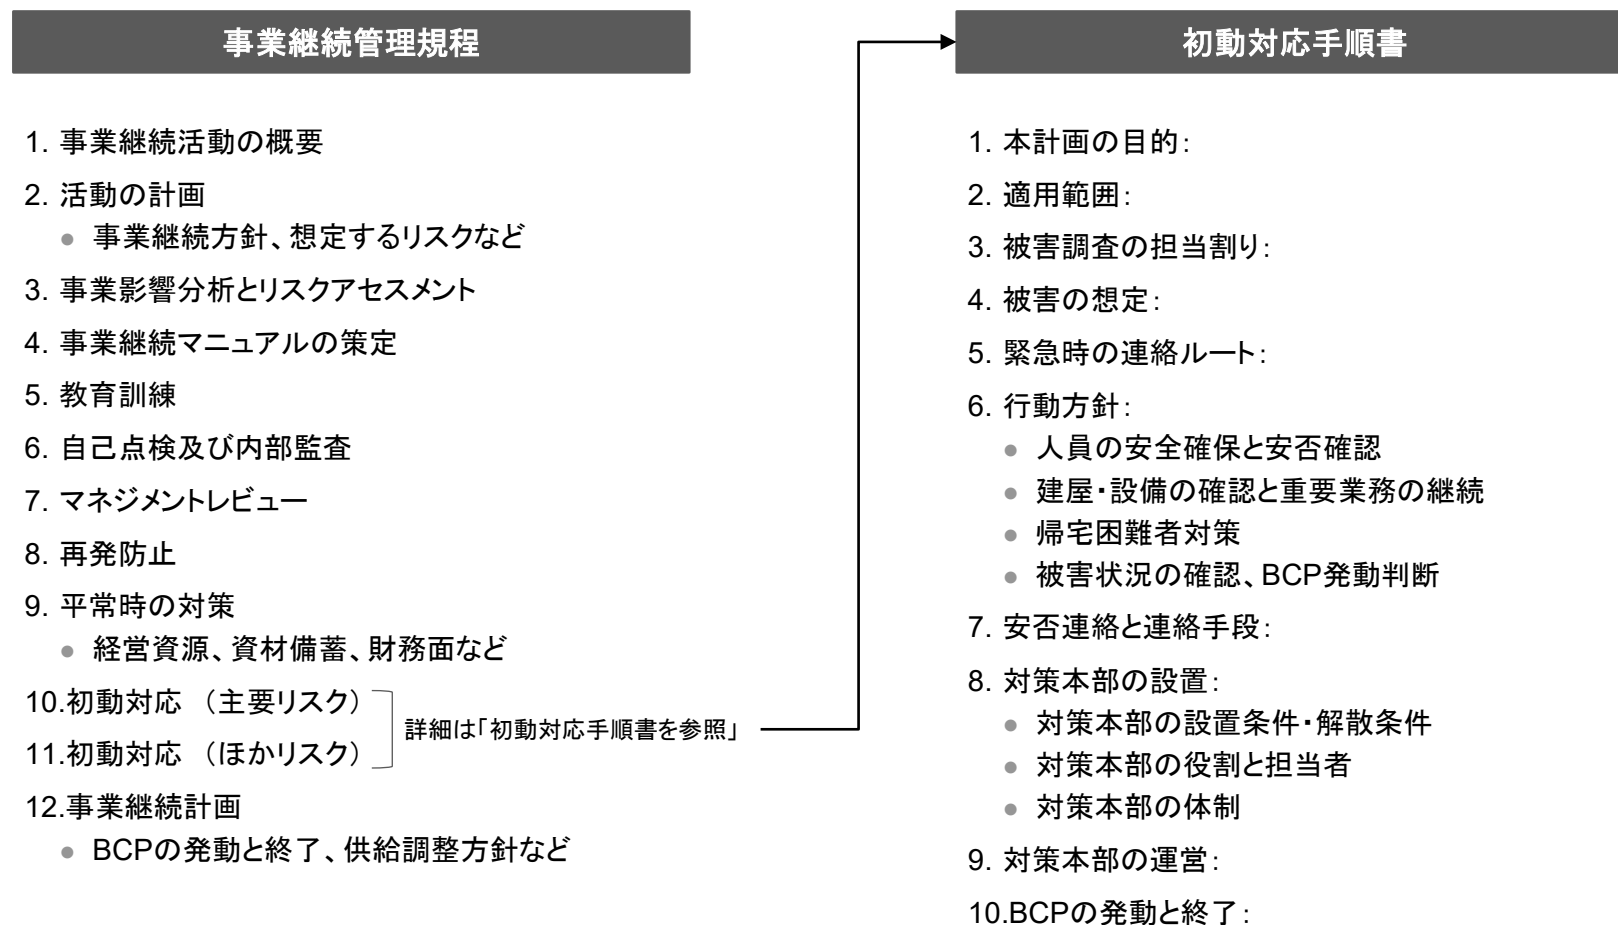 事業継続管理規程
1. 事業継続活動の概要
2. 活動の計画
● 事業継続方針、想定するリスクなど
3. 事業影響分析とリスクアセスメント
4. 事業継続マニュアルの策定
5. 教育訓練
6. 自己点検及び内部監査
7. マネジメントレビュー
8. 再発防止
9. 平常時の対策
● 経営資源、資材備蓄、財務面など
10.初動対応 （主要リスク）
11.初動対応 （ほかリスク）
詳細は「初動対応手順書を参照」
12.事業継続計画
● BCPの発動と終了、供給調整方針など
初動対応手順書
1. 本計画の目的：
2. 適用範囲：
3. 被害調査の担当割り：
4. 被害の想定：
5. 緊急時の連絡ルート：
6. 行動方針：
● 人員の安全確保と安否確認
● 建屋・設備の確認と重要業務の継続
● 帰宅困難者対策
● 被害状況の確認、BCP発動判断
7. 安否連絡と連絡手段：
8. 対策本部の設置：
● 対策本部の設置条件・解散条件
● 対策本部の役割と担当者
● 対策本部の体制
9. 対策本部の運営：
10.BCPの発動と終了：